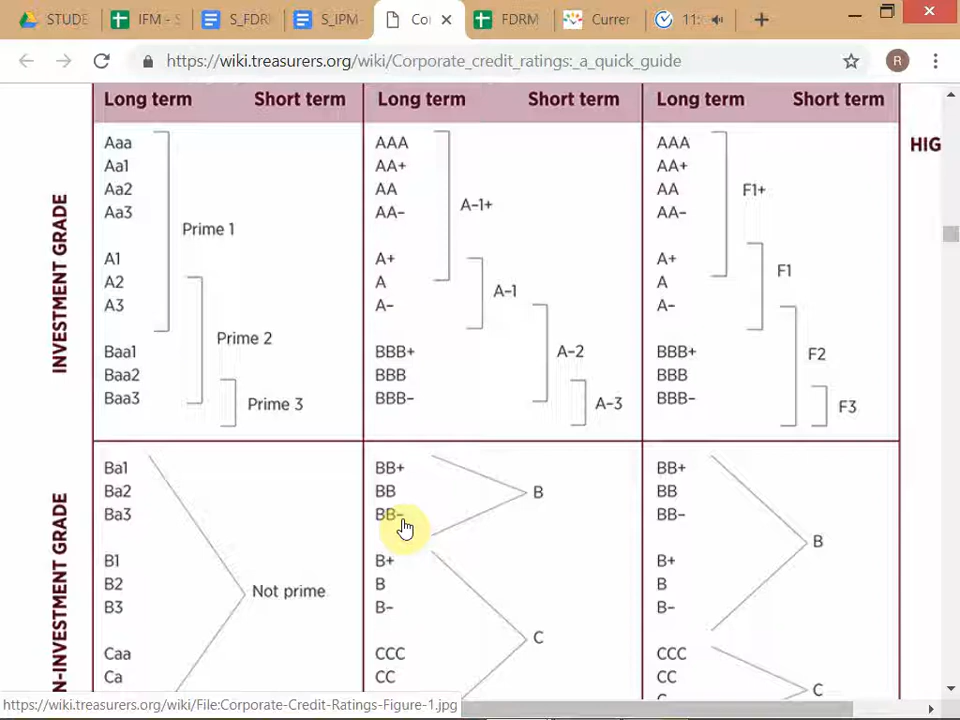 STUDE
IFM - S
S_FDR
S_IPM-
Co
FDRM
Currer
11:
https://wiki.treasurers.org/wiki/Corporate_credit_ratings:_a_quick_guide
R
Long term Short term Long term Short term Long term Short term
HIG
INVESTMENT GRADE
Aaa
Aa1
Aa2
Aa3
Prime 1
A1
A2
A3
Prime 2
Baa1
Baa2
Baa3
Prime 3
AAA
AA+
AA
AA-
A-1+
A+
A
A-
A-1
BBB+
BBB
BBB-
A-2
A-3
AAA
AA+
AA
AA-
F1+
A+
A
A-
F1
BBB+
BBB
BBB-
F2
F3
N-INVESTMENT GRADE
Ba1
Ba2
Ba3
B1
B2
B3
Not prime
Caa
Ca
BB+
BB
BB-
B
B+
B
B-
C
CCC
CC
BB+
BB
BB-
B
B+
B
B-
CCC
CC
C
https://wiki.treasurers.org/wiki/File:Corporate-Credit-Ratings-Figure-1.jpg